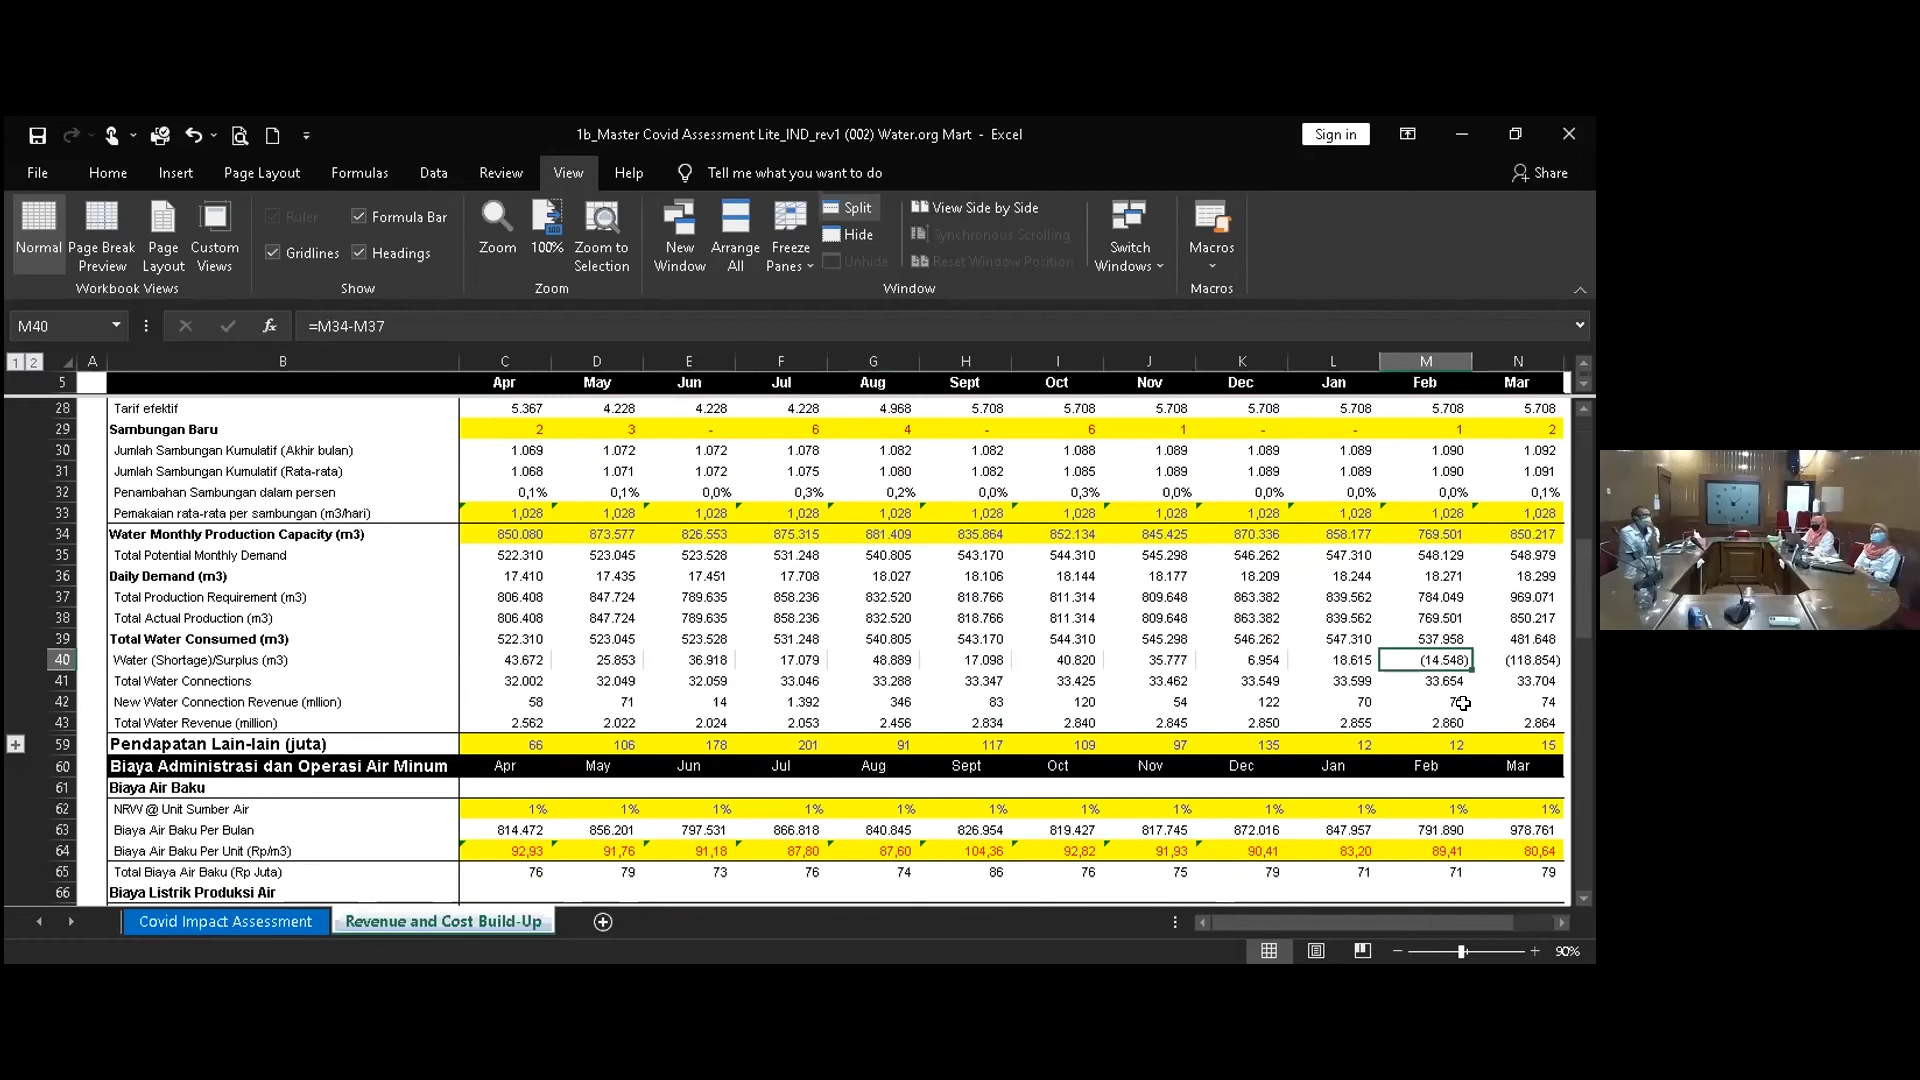 1b_Master Covid Assessment Lite_IND_rev1 (002) Water.org Mart - Excel
Sign in
File Home Insert Page Layout Formulas Data Review View Help Tell me what you want to do Share
Normal Page Break Preview Page Layout Custom Views
Workbook Views
Ruler Formula Bar
Gridlines Headings
Show
Zoom 100% Zoom to Selection
Zoom
New Window Arrange All Freeze Panes
Split
Hide
Unhide
View Side by Side
Synchronous Scrolling
Reset Window Position
Window
Switch Windows
Macros
Macros
M40 fx =M34-M37
1 2 A B C D E F G H I J K L M N
5 Apr May Jun Jul Aug Sept Oct Nov Dec Jan Feb Mar
28 Tarif efektif 5.367 4.228 4.228 4.228 4.968 5.708 5.708 5.708 5.708 5.708 5.708 5.708
29 Sambungan Baru 2 3 - 6 4 - 6 1 - - 1 2
30 Jumlah Sambungan Kumulatif (Akhir bulan) 1.069 1.072 1.072 1.078 1.082 1.082 1.088 1.089 1.089 1.089 1.090 1.092
31 Jumlah Sambungan Kumulatif (Rata-rata) 1.068 1.071 1.072 1.075 1.080 1.082 1.085 1.089 1.089 1.089 1.090 1.091
32 Penambahan Sambungan dalam persen 0,1% 0,1% 0,0% 0,3% 0,2% 0,0% 0,3% 0,0% 0,0% 0,0% 0,0% 0,1%
33 Pemakaian rata-rata per sambungan (m3/hari) 1,028 1,028 1,028 1,028 1,028 1,028 1,028 1,028 1,028 1,028 1,028 1,028
34 Water Monthly Production Capacity (m3) 850.080 873.577 826.553 875.315 881.409 835.864 852.134 845.425 870.336 858.177 769.501 850.217
35 Total Potential Monthly Demand 522.310 523.045 523.528 531.248 540.805 543.170 544.310 545.298 546.262 547.310 548.129 548.979
36 Daily Demand (m3) 17.410 17.435 17.451 17.708 18.027 18.106 18.144 18.177 18.209 18.244 18.271 18.299
37 Total Production Requirement (m3) 806.408 847.724 789.635 858.236 832.520 818.766 811.314 809.648 863.382 839.562 784.049 969.071
38 Total Actual Production (m3) 806.408 847.724 789.635 858.236 832.520 818.766 811.314 809.648 863.382 839.562 769.501 850.217
39 Total Water Consumed (m3) 522.310 523.045 523.528 531.248 540.805 543.170 544.310 545.298 546.262 547.310 537.958 481.648
40 Water (Shortage)/Surplus (m3) 43.672 25.853 36.918 17.079 48.889 17.098 40.820 35.777 6.954 18.615 (14.548) (118.854)
41 Total Water Connections 32.002 32.049 32.059 33.046 33.288 33.347 33.425 33.462 33.549 33.599 33.654 33.704
42 New Water Connection Revenue (mllion) 58 71 14 1.392 346 83 120 54 122 70 74
43 Total Water Revenue (million) 2.562 2.022 2.024 2.053 2.456 2.834 2.840 2.845 2.850 2.855 2.860 2.864
59 Pendapatan Lain-lain (juta) 66 106 178 201 91 117 109 97 135 12 12 15
60 Biaya Administrasi dan Operasi Air Minum Apr May Jun Jul Aug Sept Oct Nov Dec Jan Feb Mar
61 Biaya Air Baku
62 NRW @ Unit Sumber Air 1% 1% 1% 1% 1% 1% 1% 1% 1% 1% 1% 1%
63 Biaya Air Baku Per Bulan 814.472 856.201 797.531 866.818 840.845 826.954 819.427 817.745 872.016 847.957 791.890 978.761
64 Biaya Air Baku Per Unit (Rp/m3) 92,93 91,76 91,18 87,80 87,60 104,36 92,82 91,93 90,41 83,20 89,41 80,64
65 Total Biaya Air Baku (Rp Juta) 76 79 73 76 74 86 76 75 79 71 71 79
66 Biaya Listrik Produksi Air
Covid Impact Assessment Revenue and Cost Build-Up
90%